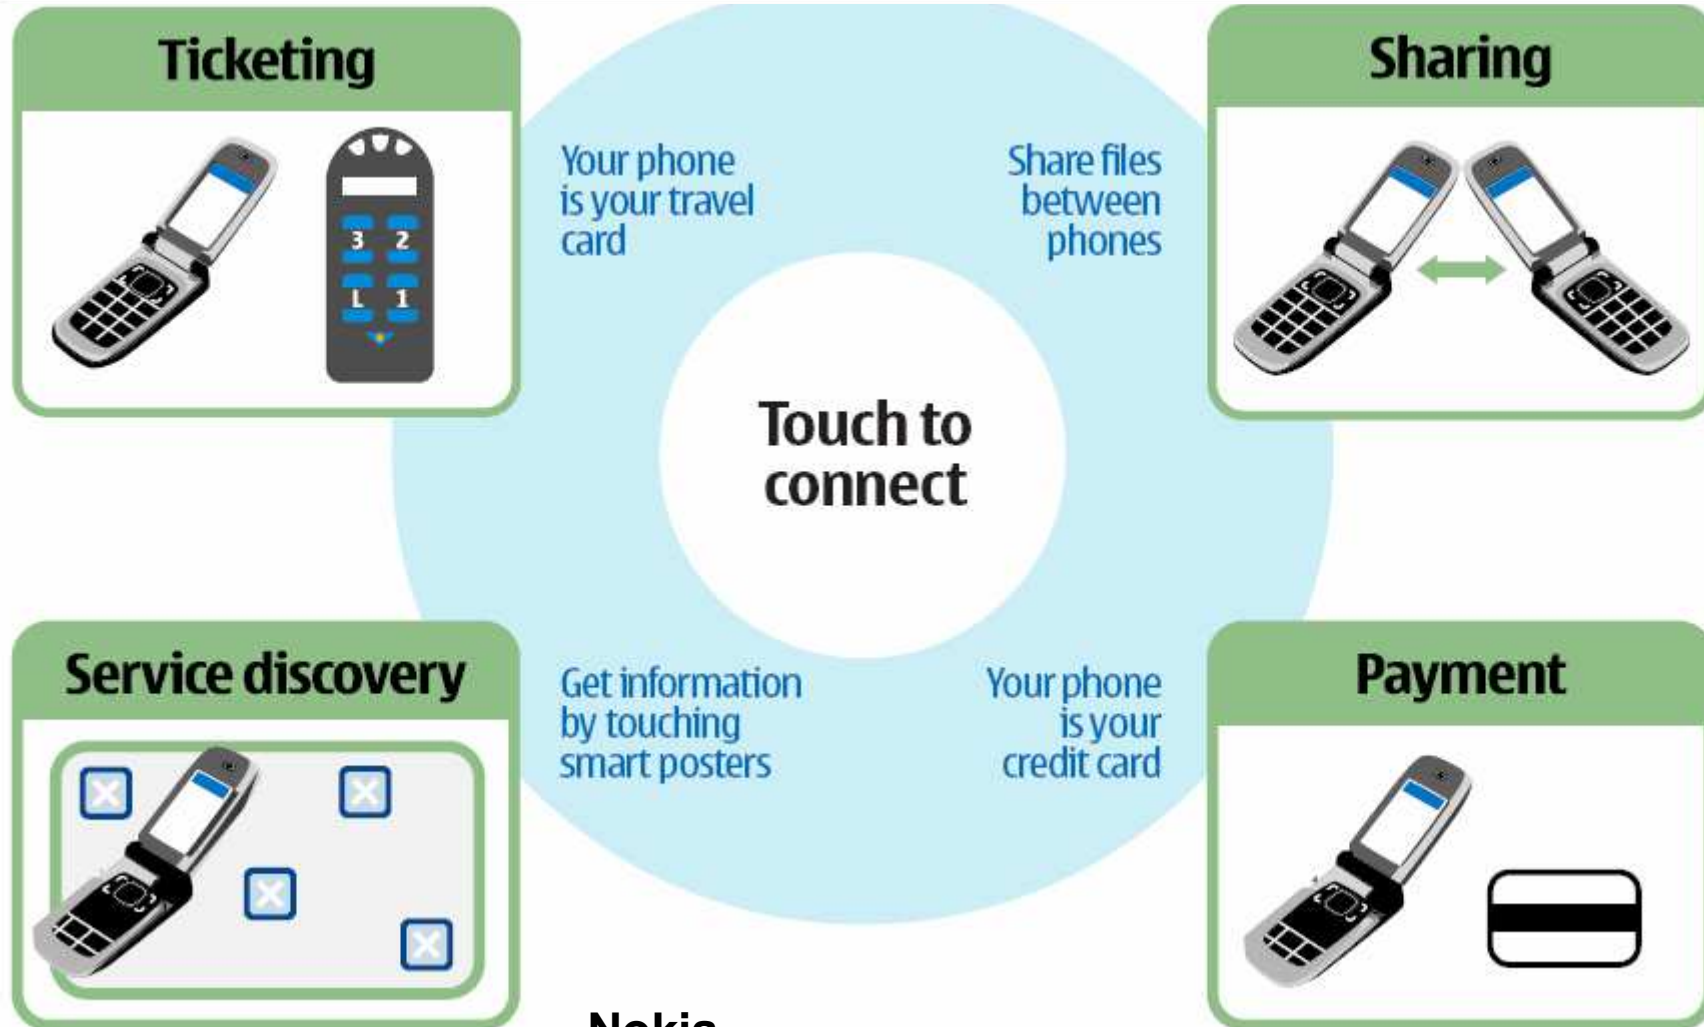 Ticketing
Your phone
is your travel
card
3 2
L 1
Sharing
Share files
between
phones
Touch to
connect
Service discovery
Get information
by touching
smart posters
Payment
Your phone
is your
credit card